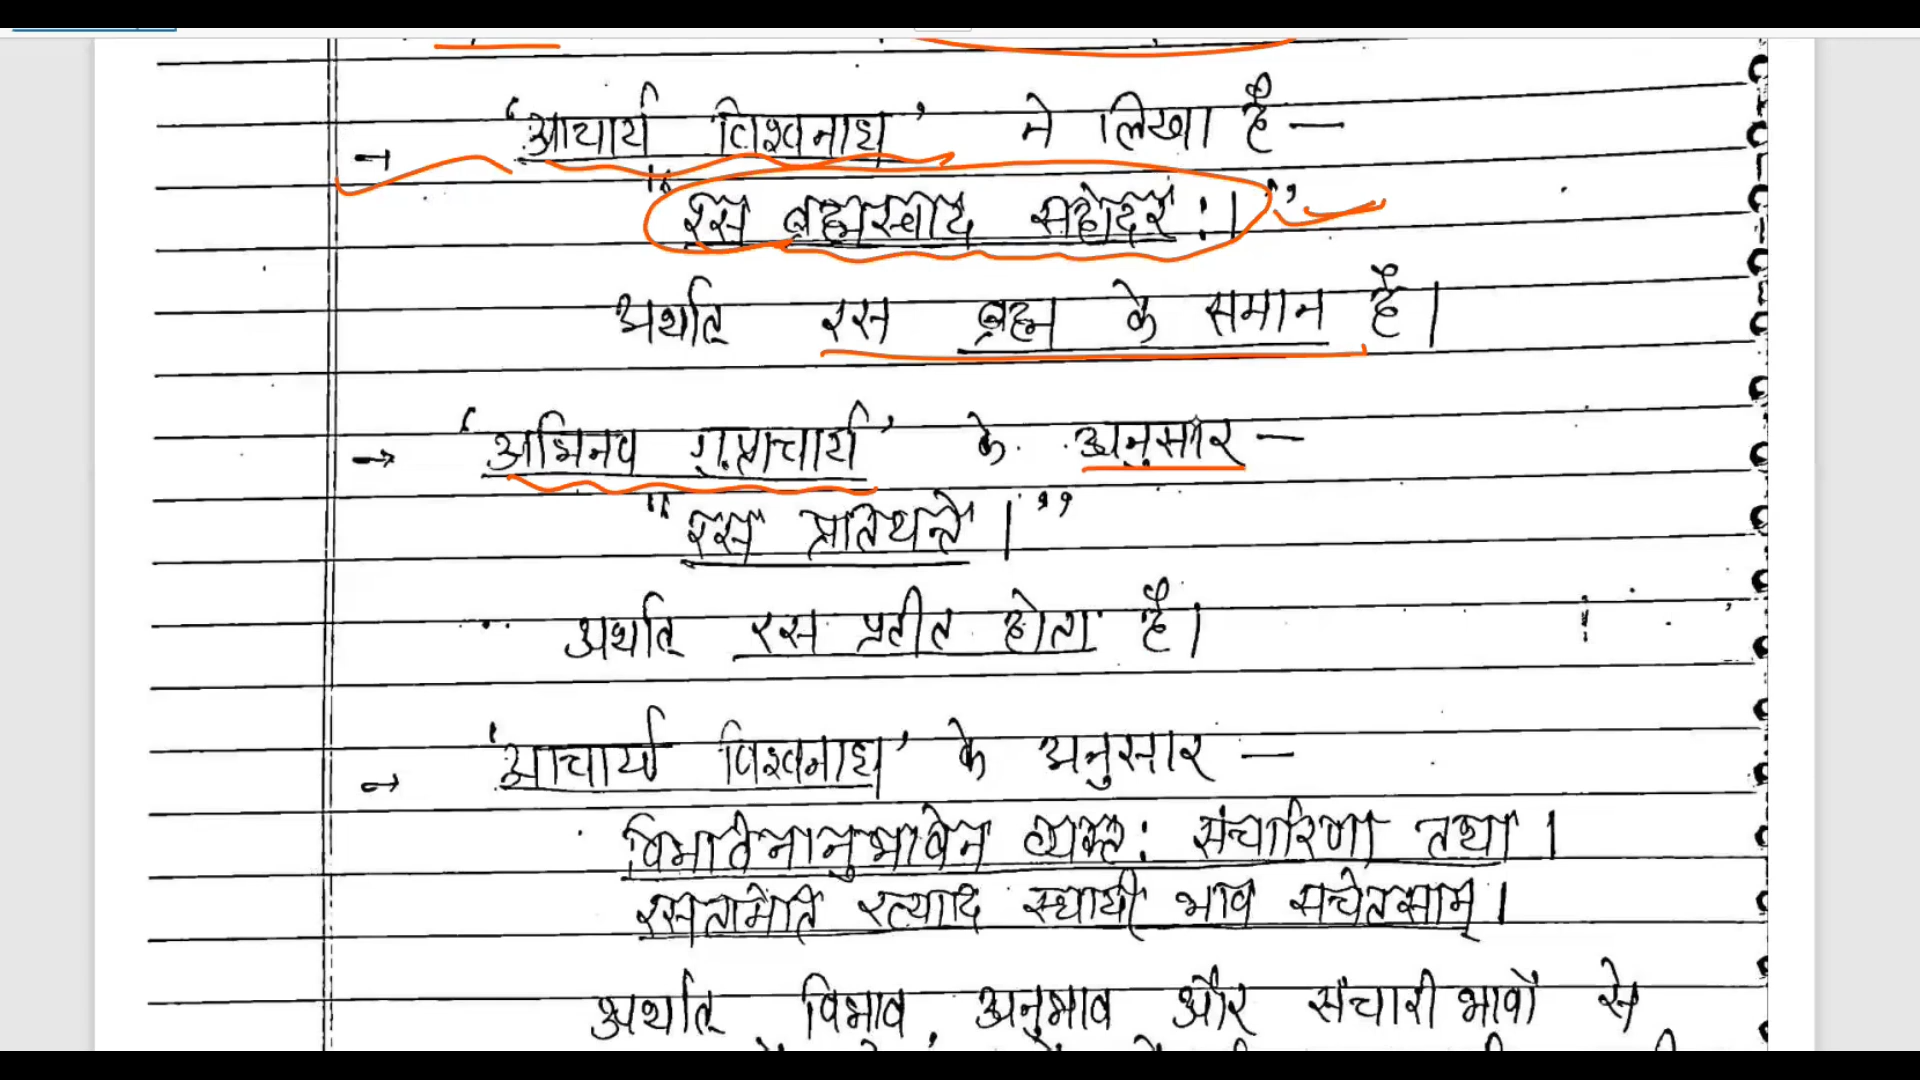 → 'आचार्य विश्वनाथ' ने लिखा है —
"रस ब्रह्मस्वाद सहोदर :।"
अर्थात् रस ब्रह्म के समान है।
→ 'अभिनव गुप्ताचार्य' के अनुसार —
"रस प्रतियन्ते।"
अर्थात् रस प्रतीत होता है।
→ 'आचार्य विश्वनाथ' के अनुसार —
विभावेनानुभावेन व्यक्त: संचारिणा तथा।
रसतामेति रत्यादि स्थायी भाव सचेतसाम्।
अर्थात् विभाव, अनुभाव और संचारी भावों से